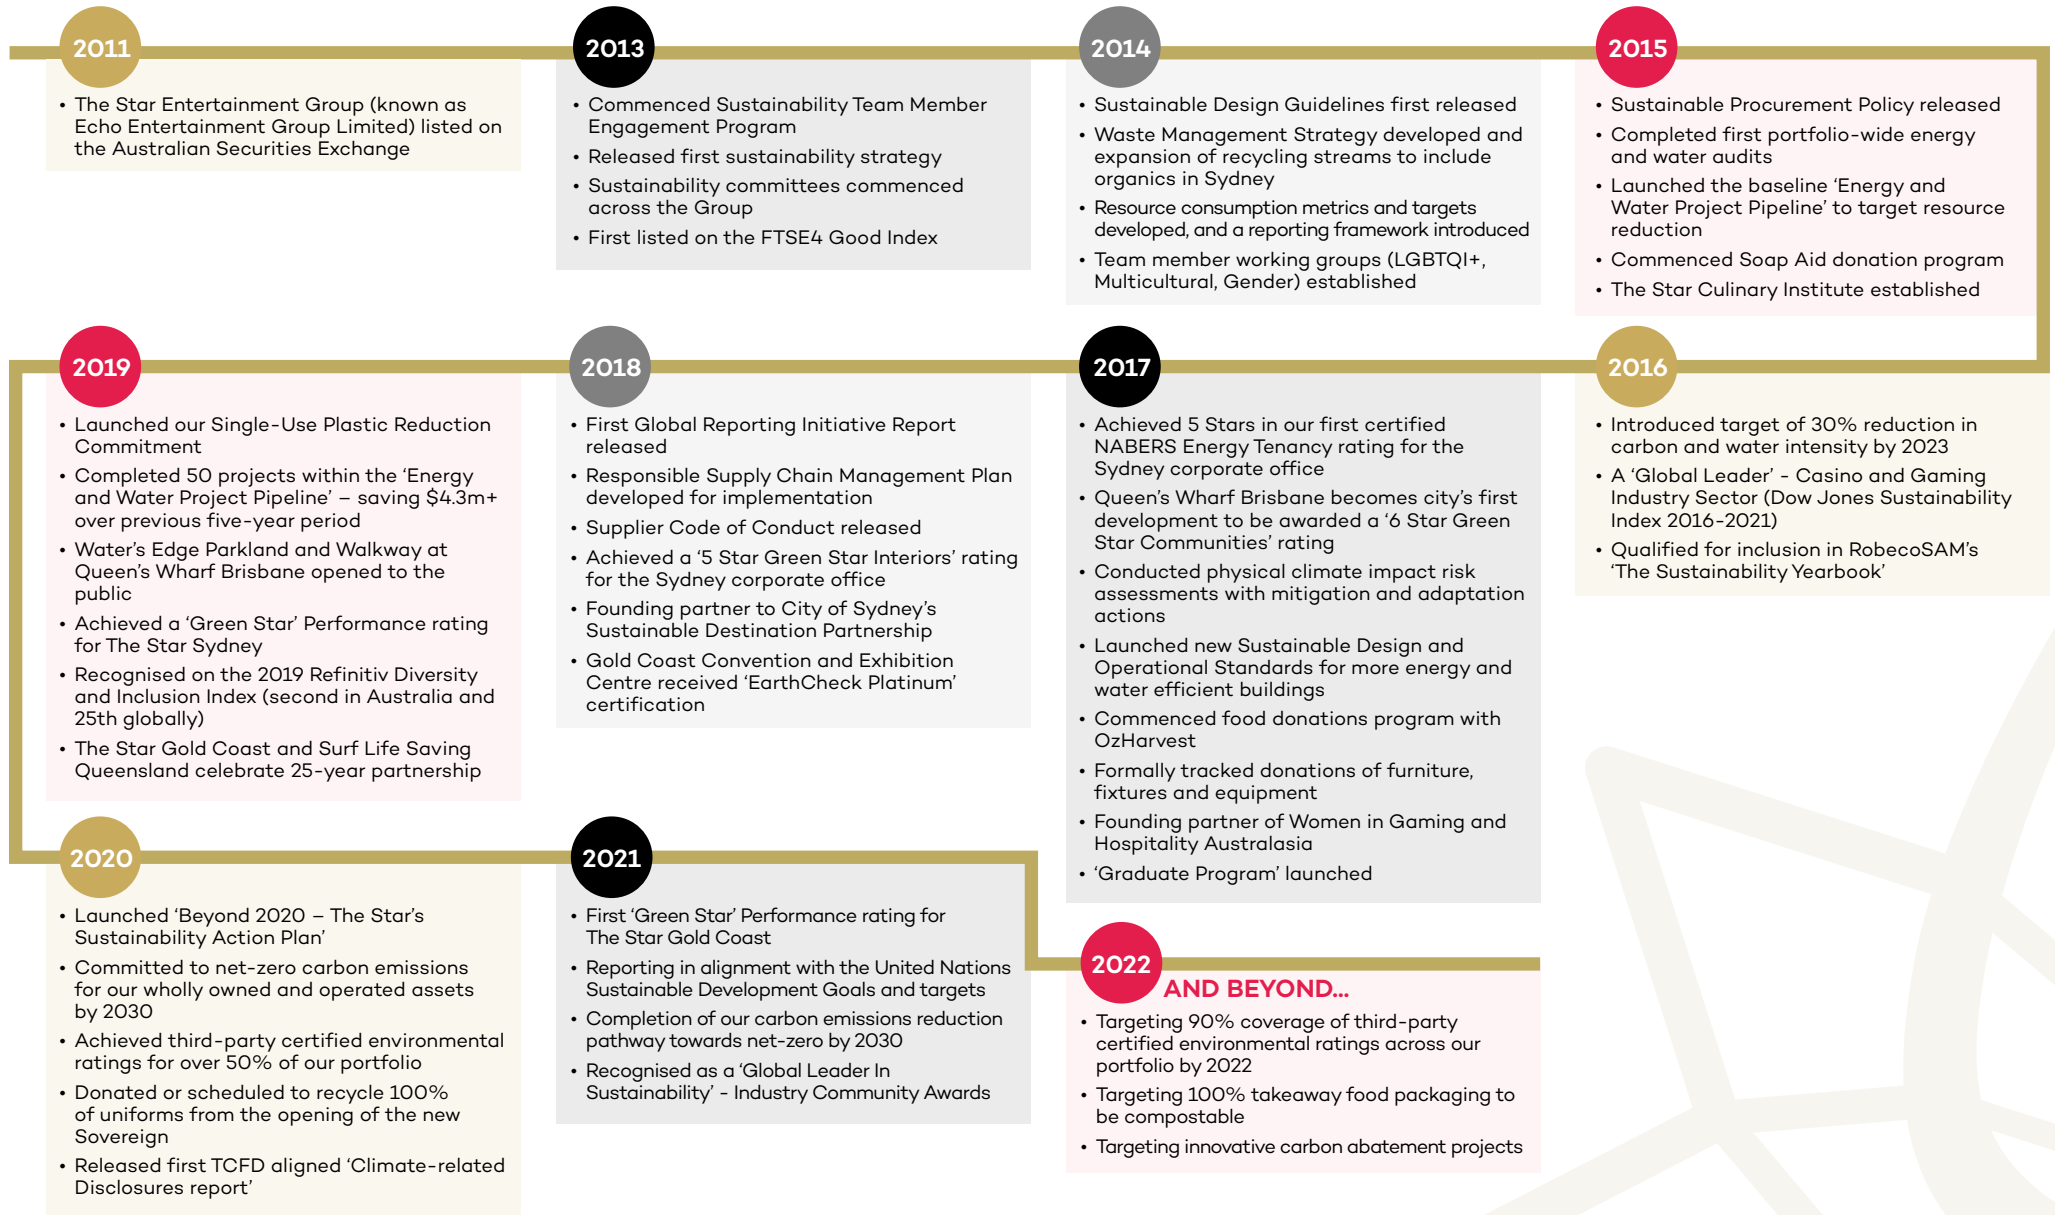 2011
• The Star Entertainment Group (known as
Echo Entertainment Group Limited) listed on
the Australian Securities Exchange
2013
• Commenced Sustainability Team Member
Engagement Program
• Released first sustainability strategy
• Sustainability committees commenced
across the Group
• First listed on the FTSE4 Good Index
2014
• Sustainable Design Guidelines first released
• Waste Management Strategy developed and
expansion of recycling streams to include
organics in Sydney
• Resource consumption metrics and targets
developed, and a reporting framework introduced
• Team member working groups (LGBTQI+,
Multicultural, Gender) established
2015
• Sustainable Procurement Policy released
• Completed first portfolio-wide energy
and water audits
• Launched the baseline ‘Energy and
Water Project Pipeline’ to target resource
reduction
• Commenced Soap Aid donation program
• The Star Culinary Institute established
2016
• Introduced target of 30% reduction in
carbon and water intensity by 2023
• A ‘Global Leader’ - Casino and Gaming
Industry Sector (Dow Jones Sustainability
Index 2016-2021)
• Qualified for inclusion in RobecoSAM’s
‘The Sustainability Yearbook’
2017
• Achieved 5 Stars in our first certified
NABERS Energy Tenancy rating for the
Sydney corporate office
• Queen’s Wharf Brisbane becomes city’s first
development to be awarded a ‘6 Star Green
Star Communities’ rating
• Conducted physical climate impact risk
assessments with mitigation and adaptation
actions
• Launched new Sustainable Design and
Operational Standards for more energy and
water efficient buildings
• Commenced food donations program with
OzHarvest
• Formally tracked donations of furniture,
fixtures and equipment
• Founding partner of Women in Gaming and
Hospitality Australasia
• ‘Graduate Program’ launched
2018
• First Global Reporting Initiative Report
released
• Responsible Supply Chain Management Plan
developed for implementation
• Supplier Code of Conduct released
• Achieved a ‘5 Star Green Star Interiors’ rating
for the Sydney corporate office
• Founding partner to City of Sydney’s
Sustainable Destination Partnership
• Gold Coast Convention and Exhibition
Centre received ‘EarthCheck Platinum’
certification
2019
• Launched our Single-Use Plastic Reduction
Commitment
• Completed 50 projects within the ‘Energy
and Water Project Pipeline’ – saving $4.3m+
over previous five-year period
• Water’s Edge Parkland and Walkway at
Queen’s Wharf Brisbane opened to the
public
• Achieved a ‘Green Star’ Performance rating
for The Star Sydney
• Recognised on the 2019 Refinitiv Diversity
and Inclusion Index (second in Australia and
25th globally)
• The Star Gold Coast and Surf Life Saving
Queensland celebrate 25-year partnership
2020
• Launched ‘Beyond 2020 – The Star’s
Sustainability Action Plan’
• Committed to net-zero carbon emissions
for our wholly owned and operated assets
by 2030
• Achieved third-party certified environmental
ratings for over 50% of our portfolio
• Donated or scheduled to recycle 100%
of uniforms from the opening of the new
Sovereign
• Released first TCFD aligned ‘Climate-related
Disclosures report’
2021
• First ‘Green Star’ Performance rating for
The Star Gold Coast
• Reporting in alignment with the United Nations
Sustainable Development Goals and targets
• Completion of our carbon emissions reduction
pathway towards net-zero by 2030
• Recognised as a ‘Global Leader In
Sustainability’ - Industry Community Awards
2022
AND BEYOND...
• Targeting 90% coverage of third-party
certified environmental ratings across our
portfolio by 2022
• Targeting 100% takeaway food packaging to
be compostable
• Targeting innovative carbon abatement projects